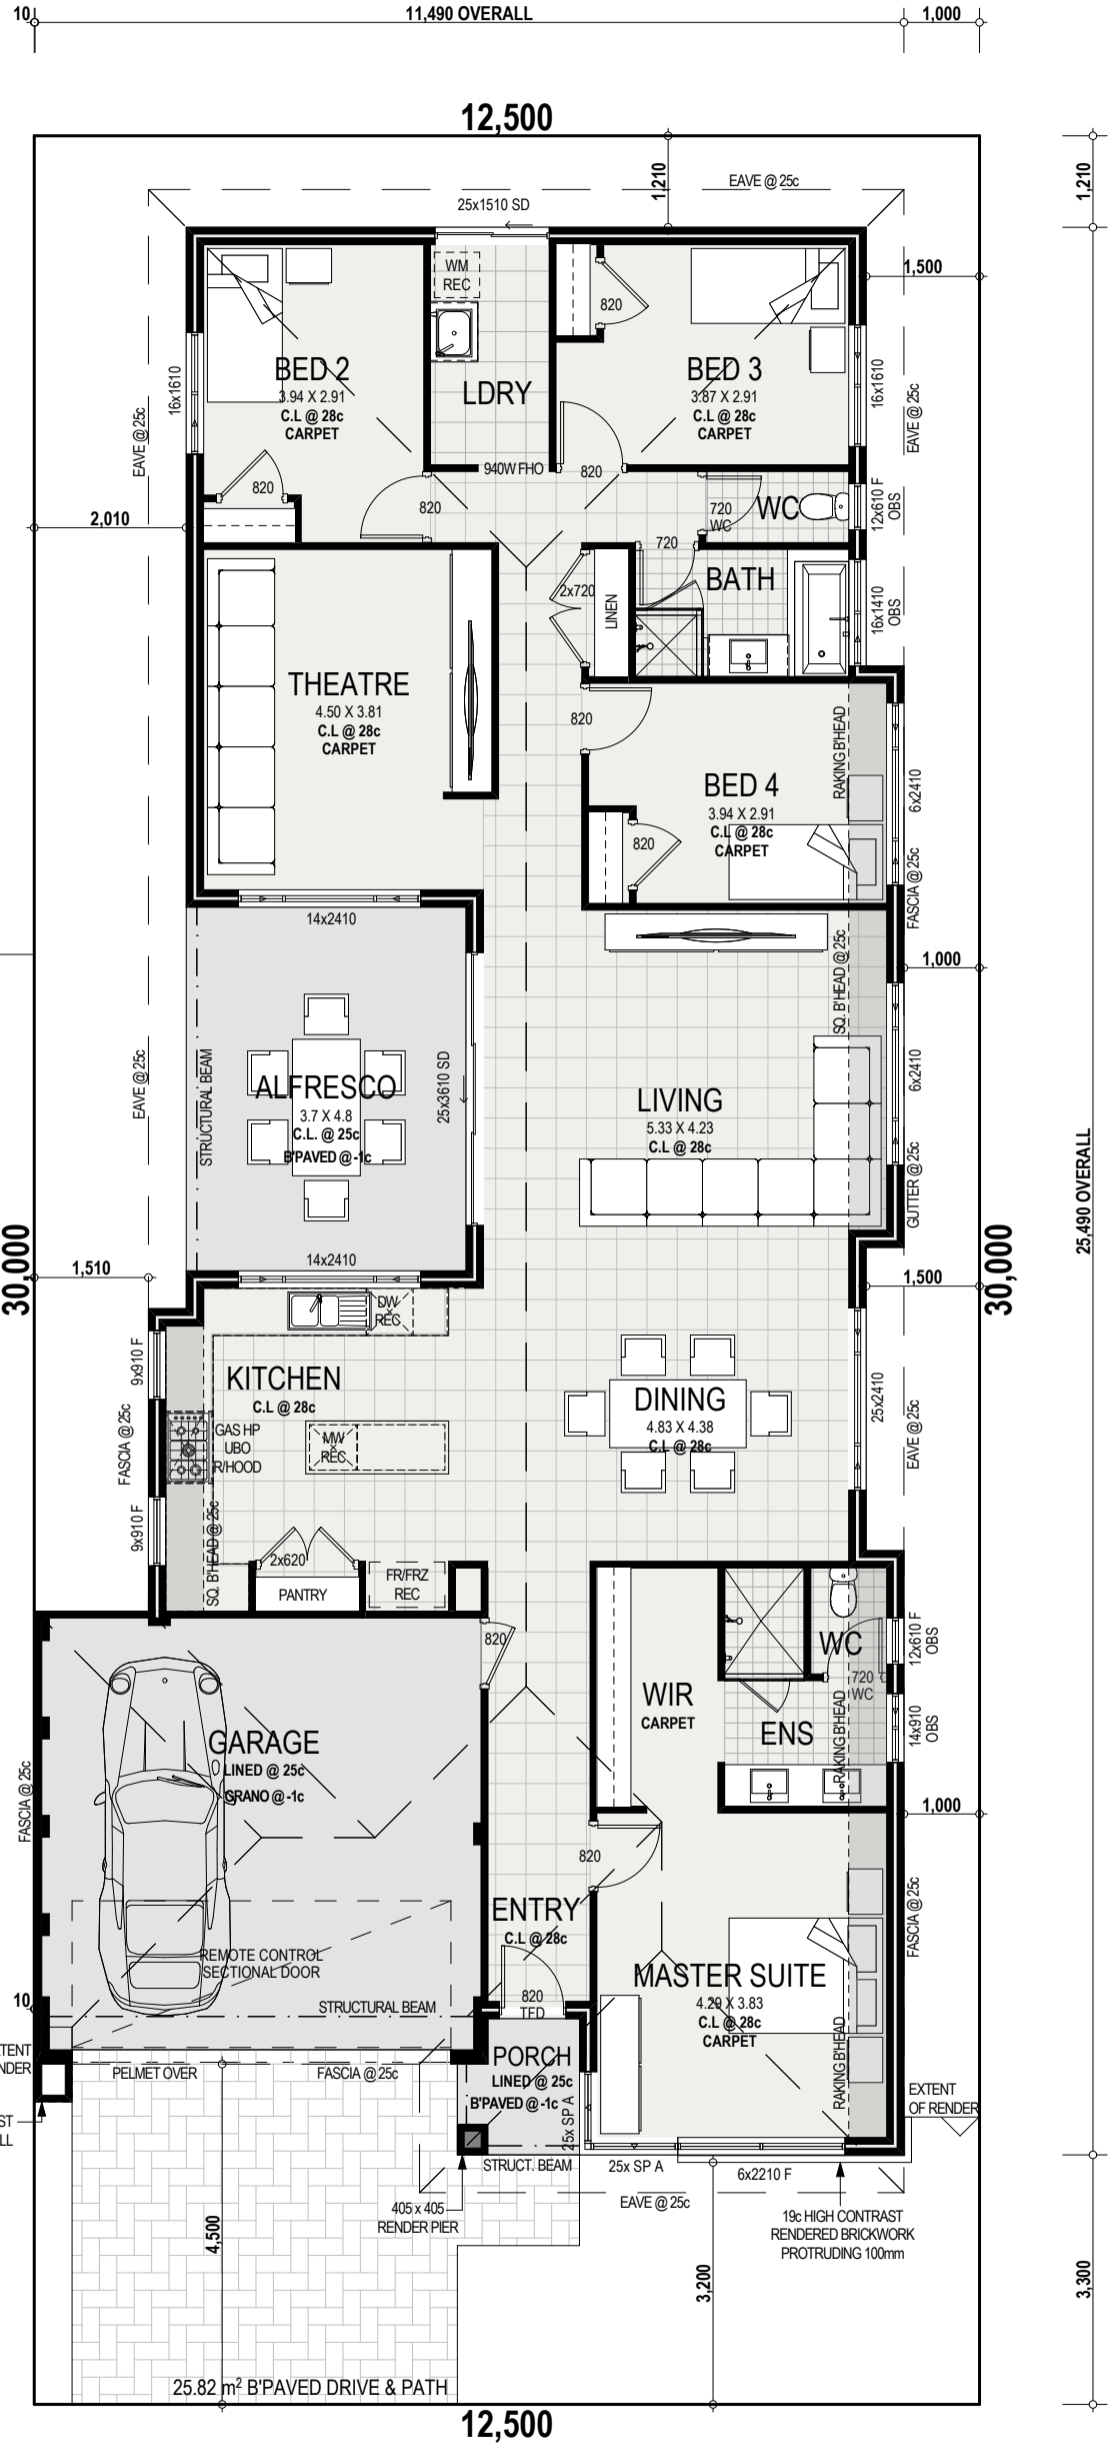 10
11,490 OVERALL
1,000
12,500
1,210
EAVE @ 25c
1,210
25x1510 SD
WM
REC
820
1,500
BED 2
3.94 X 2.91
C.L @ 28c
CARPET
LDRY
BED 3
3.87 X 2.91
C.L @ 28c
CARPET
16x1610
16x1610
EAVE @ 25c
EAVE @ 25c
940W FHO
820
820
820
720
WC
WC
12x610 F
OBS
2,010
720
BATH
2x720
LINEN
16x1410
OBS
THEATRE
4.50 X 3.81
C.L @ 28c
CARPET
820
RAKING B'HEAD
BED 4
3.94 X 2.91
C.L @ 28c
CARPET
6x2410
820
FASCIA @ 25c
14x2410
SQ. B'HEAD @ 25c
1,000
EAVE @ 25c
STRUCTURAL BEAM
ALFRESCO
3.7 X 4.8
C.L. @ 25c
B'PAVED @ -1c
25x3610 SD
LIVING
5.33 X 4.23
C.L @ 28c
6x2410
GUTTER @ 25c
25,490 OVERALL
30,000
1,510
14x2410
1,500
30,000
DW
REC
9x910 F
KITCHEN
C.L @ 28c
DINING
4.83 X 4.38
C.L @ 28c
25x2410
EAVE @ 25c
FASCIA @ 25c
GAS HP
UBO
R/HOOD
MW
REC
9x910 F
SQ. B'HEAD @ 25c
2x620
PANTRY
FR/FRZ
REC
820
WC
12x610 F
OBS
720
WC
WIR
CARPET
ENS
RAKING B'HEAD
14x910
OBS
GARAGE
LINED @ 25c
GRANO @ -1c
FASCIA @ 25c
1,000
820
ENTRY
C.L @ 28c
FASCIA @ 25c
REMOTE CONTROL
SECTIONAL DOOR
MASTER SUITE
4.29 X 3.83
C.L @ 28c
CARPET
10
STRUCTURAL BEAM
820
TFD
TENT
NDER
PELMET OVER
FASCIA @ 25c
PORCH
LINED @ 25c
B'PAVED @ -1c
25x SP A
RAKING B'HEAD
EXTENT
OF RENDER
ST
LL
STRUCT. BEAM
25x SP A
6x2210 F
EAVE @ 25c
405 x 405
RENDER PIER
19c HIGH CONTRAST
RENDERED BRICKWORK
PROTRUDING 100mm
4,500
3,200
3,300
25.82 m² B'PAVED DRIVE & PATH
12,500